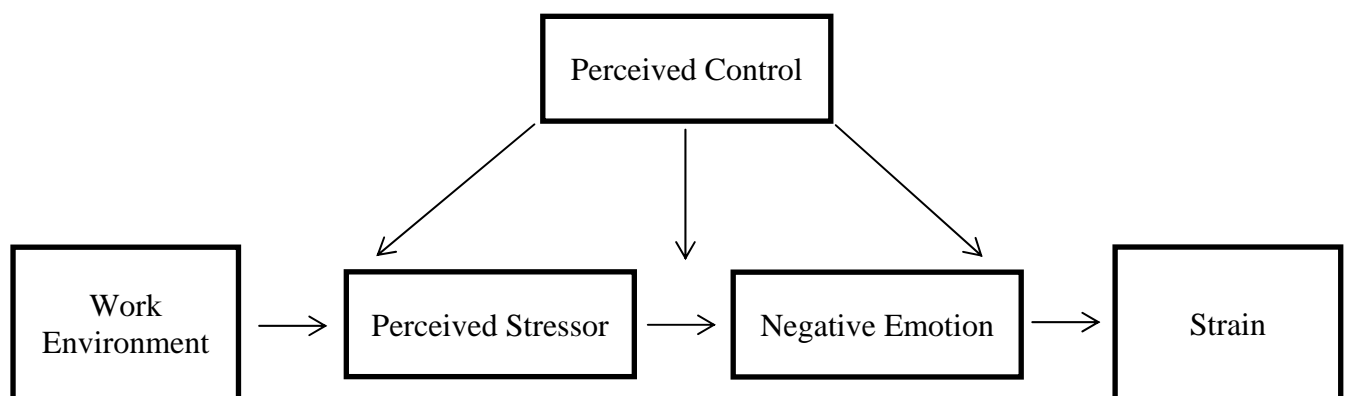 Perceived Control
Work
Environment
Perceived Stressor
Negative Emotion
Strain